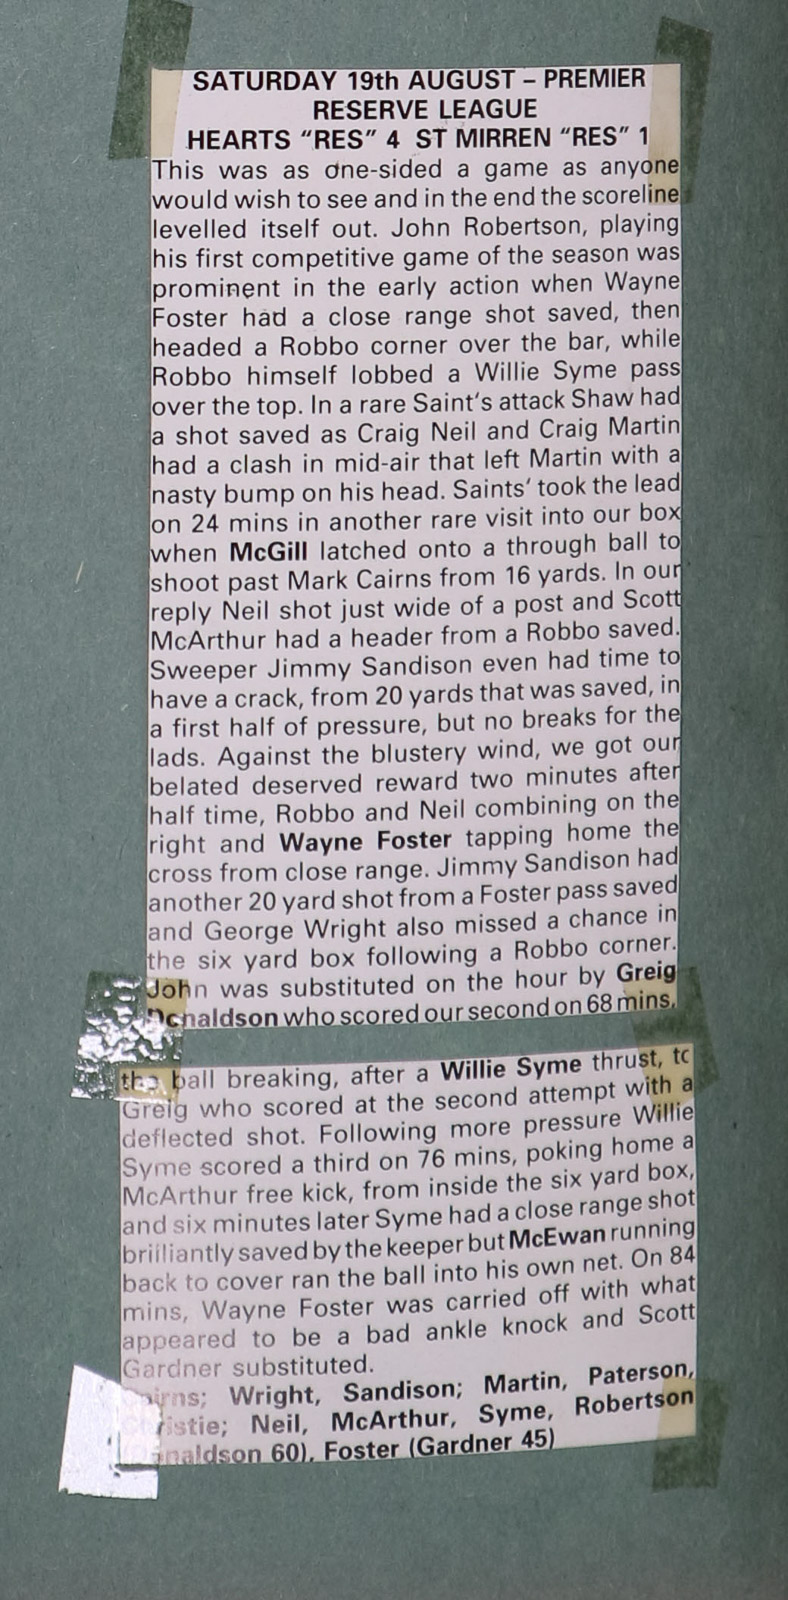 SATURDAY 19th AUGUST – PREMIER
RESERVE LEAGUE
HEARTS "RES" 4 ST MIRREN "RES" 1
This was as one-sided a game as anyone
would wish to see and in the end the scoreline
levelled itself out. John Robertson, playing
his first competitive game of the season was
prominent in the early action when Wayne
Foster had a close range shot saved, then
headed a Robbo corner over the bar, while
Robbo himself lobbed a Willie Syme pass
over the top. In a rare Saint's attack Shaw had
a shot saved as Craig Neil and Craig Martin
had a clash in mid-air that left Martin with a
nasty bump on his head. Saints' took the lead
on 24 mins in another rare visit into our box
when McGill latched onto a through ball to
shoot past Mark Cairns from 16 yards. In our
reply Neil shot just wide of a post and Scott
McArthur had a header from a Robbo saved.
Sweeper Jimmy Sandison even had time to
have a crack, from 20 yards that was saved, in
a first half of pressure, but no breaks for the
lads. Against the blustery wind, we got our
belated deserved reward two minutes after
half time, Robbo and Neil combining on the
right and Wayne Foster tapping home the
cross from close range. Jimmy Sandison had
another 20 yard shot from a Foster pass saved
and George Wright also missed a chance in
the six yard box following a Robbo corner.
John was substituted on the hour by Greig
Donaldson who scored our second on 68 mins,
the ball breaking, after a Willie Syme thrust, to
Greig who scored at the second attempt with a
deflected shot. Following more pressure Willie
Syme scored a third on 76 mins, poking home a
McArthur free kick, from inside the six yard box,
and six minutes later Syme had a close range shot
brilliantly saved by the keeper but McEwan running
back to cover ran the ball into his own net. On 84
mins, Wayne Foster was carried off with what
appeared to be a bad ankle knock and Scott
Gardner substituted.
Cairns; Wright, Sandison; Martin, Paterson,
Christie; Neil, McArthur, Syme, Robertson
(Donaldson 60), Foster (Gardner 45)